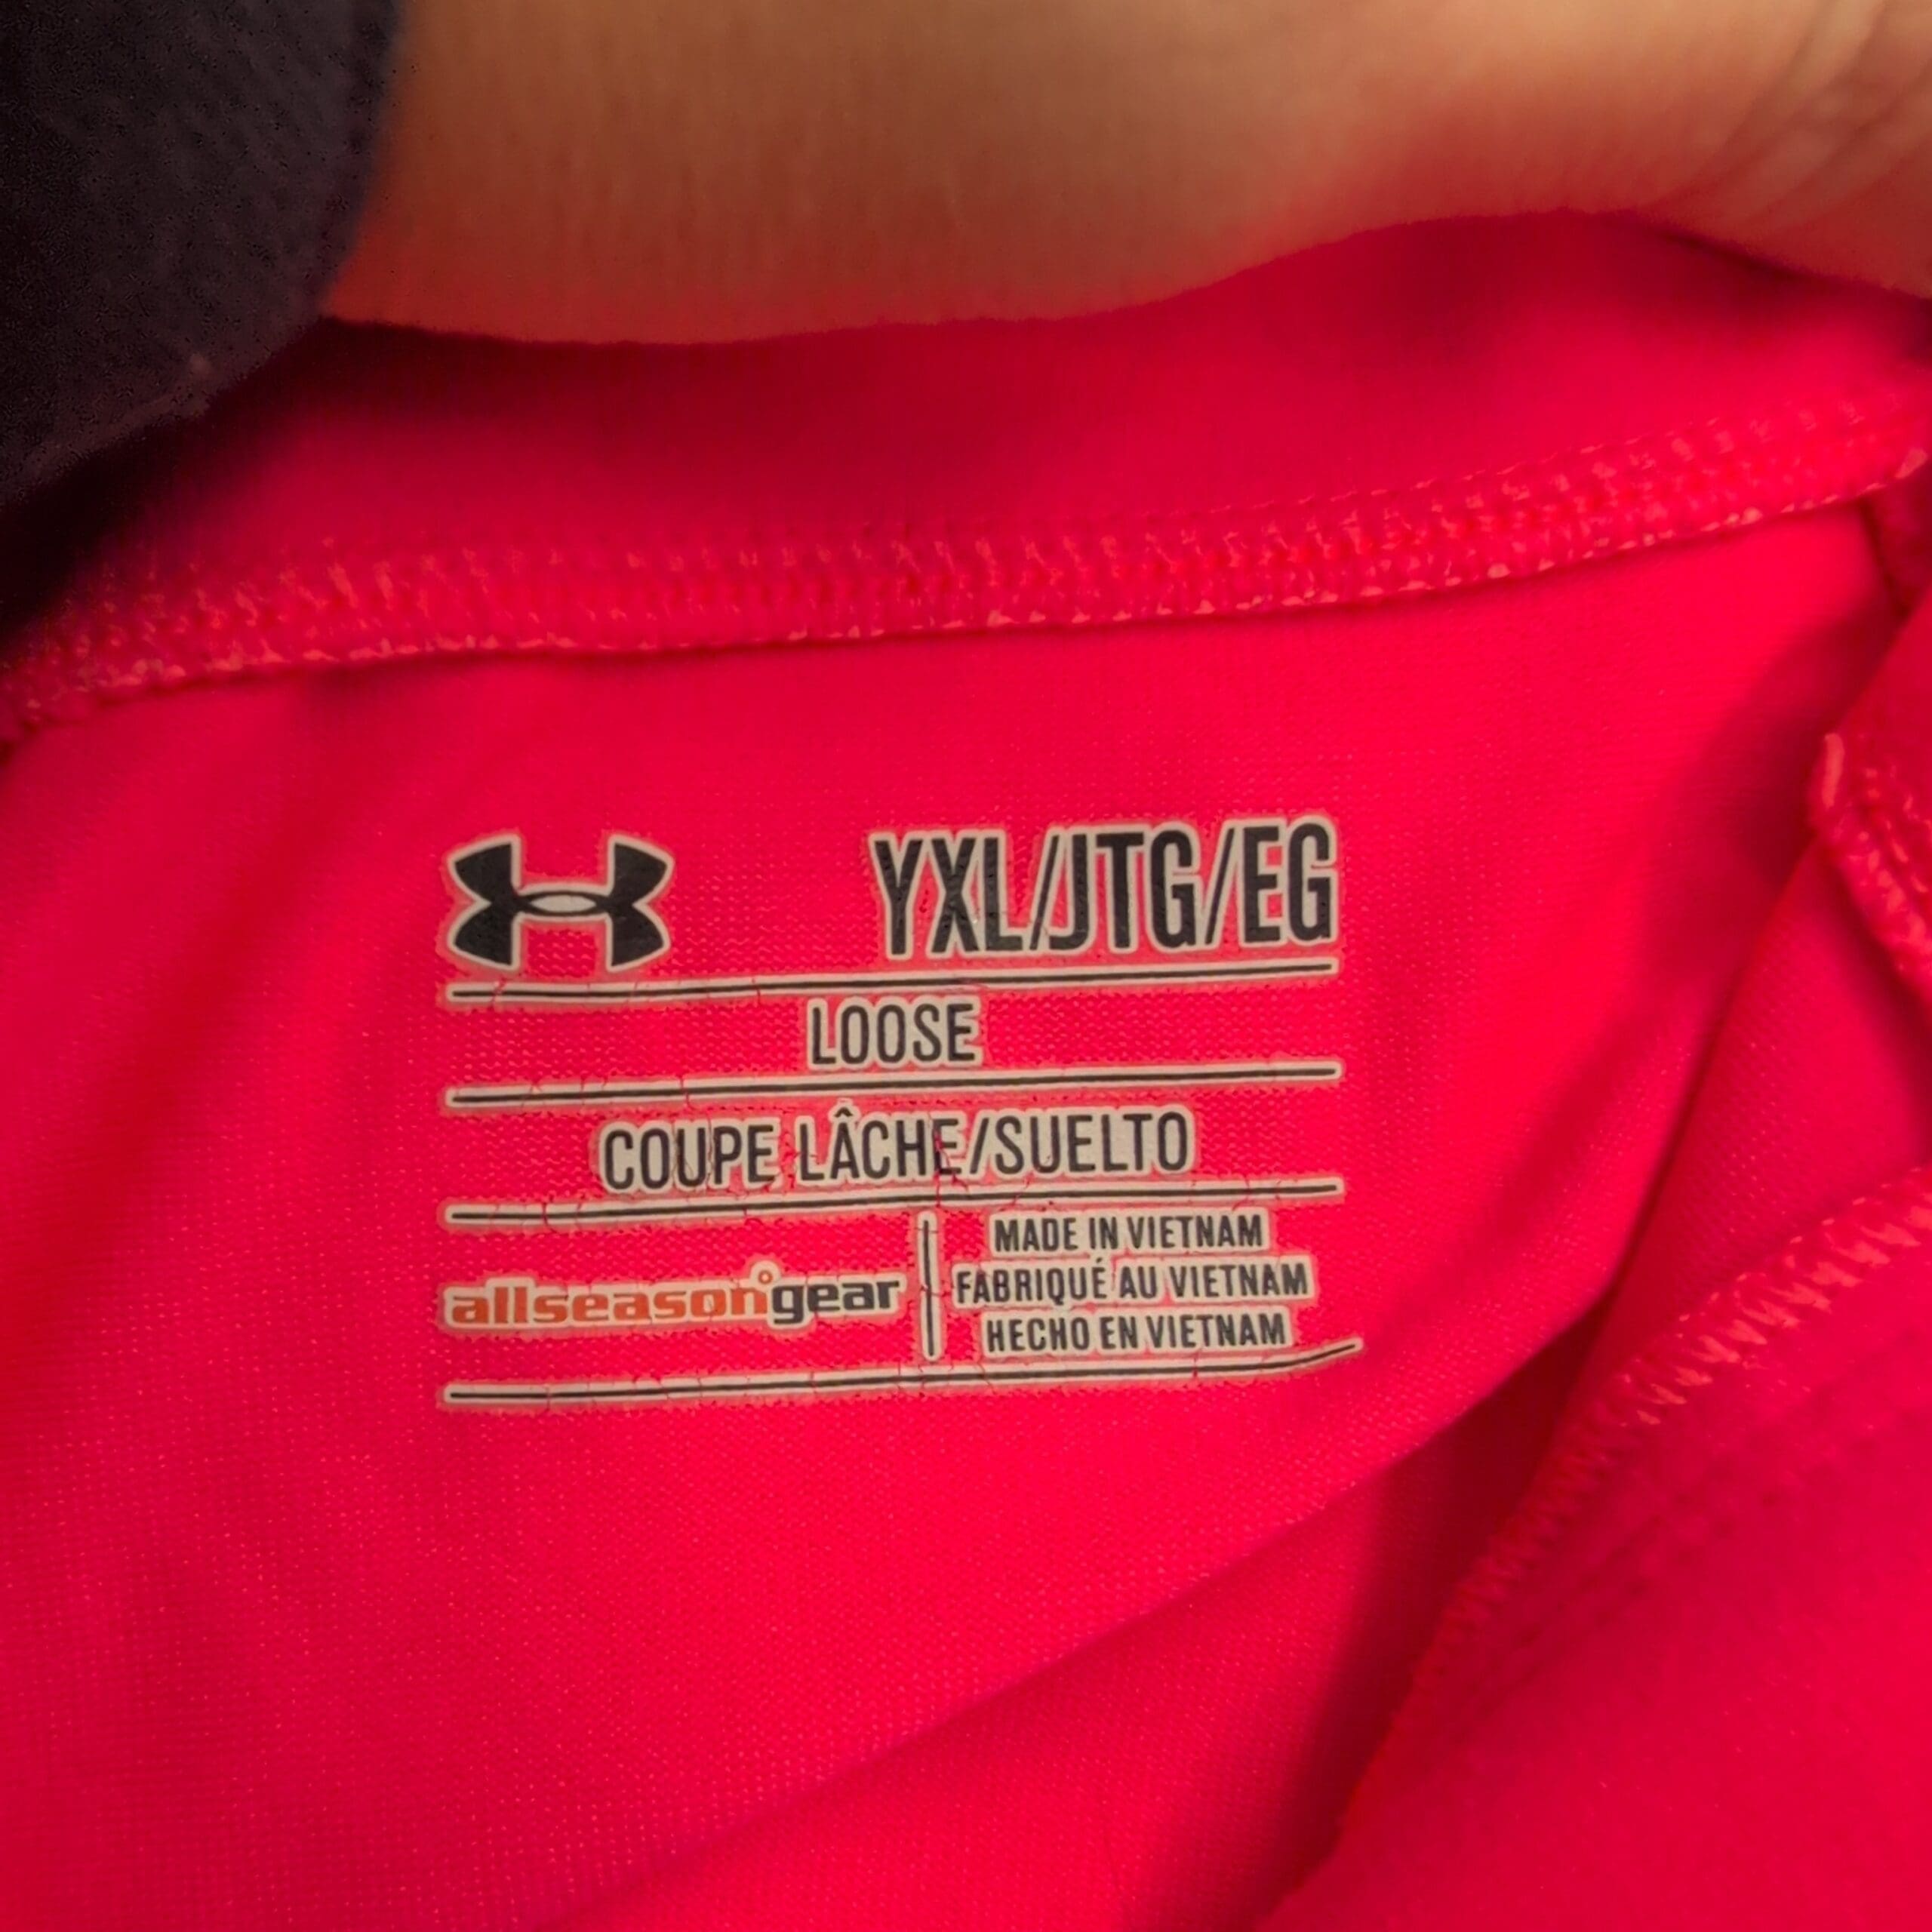 YXL/JTG/EG
LOOSE
COUPE LÂCHE/SUELTO
allseasongear
MADE IN VIETNAM
FABRIQUÉ AU VIETNAM
HECHO EN VIETNAM